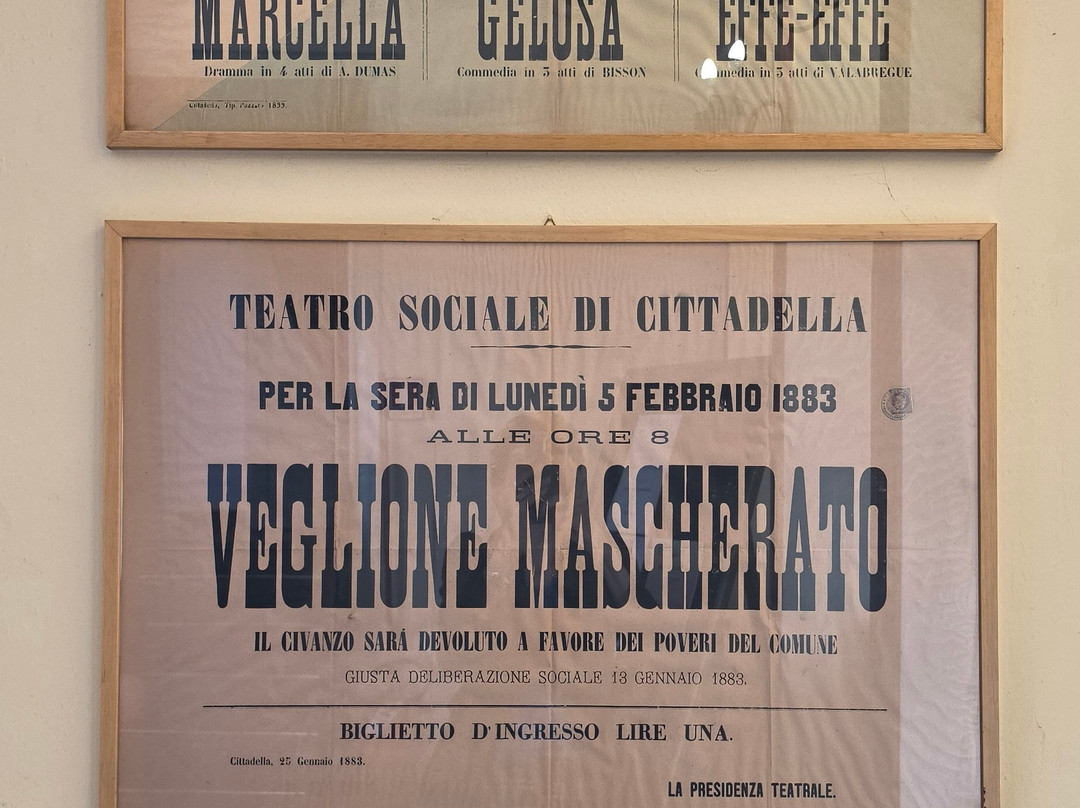 MARCELLA GELOSA EFFE-EFFE
Dramma in 4 atti di A. DUMAS Commedia in 3 atti di BISSON Commedia in 3 atti di VALABREGUE
Cittadella, Tip.
TEATRO SOCIALE DI CITTADELLA
PER LA SERA DI LUNEDÌ 5 FEBBRAIO 1883
ALLE ORE 8
VEGLIONE MASCHERATO
IL CIVANZO SARÀ DEVOLUTO A FAVORE DEI POVERI DEL COMUNE
GIUSTA DELIBERAZIONE SOCIALE 13 GENNAIO 1883.
BIGLIETTO D'INGRESSO LIRE UNA.
Cittadella, 25 Gennaio 1883.
LA PRESIDENZA TEATRALE.